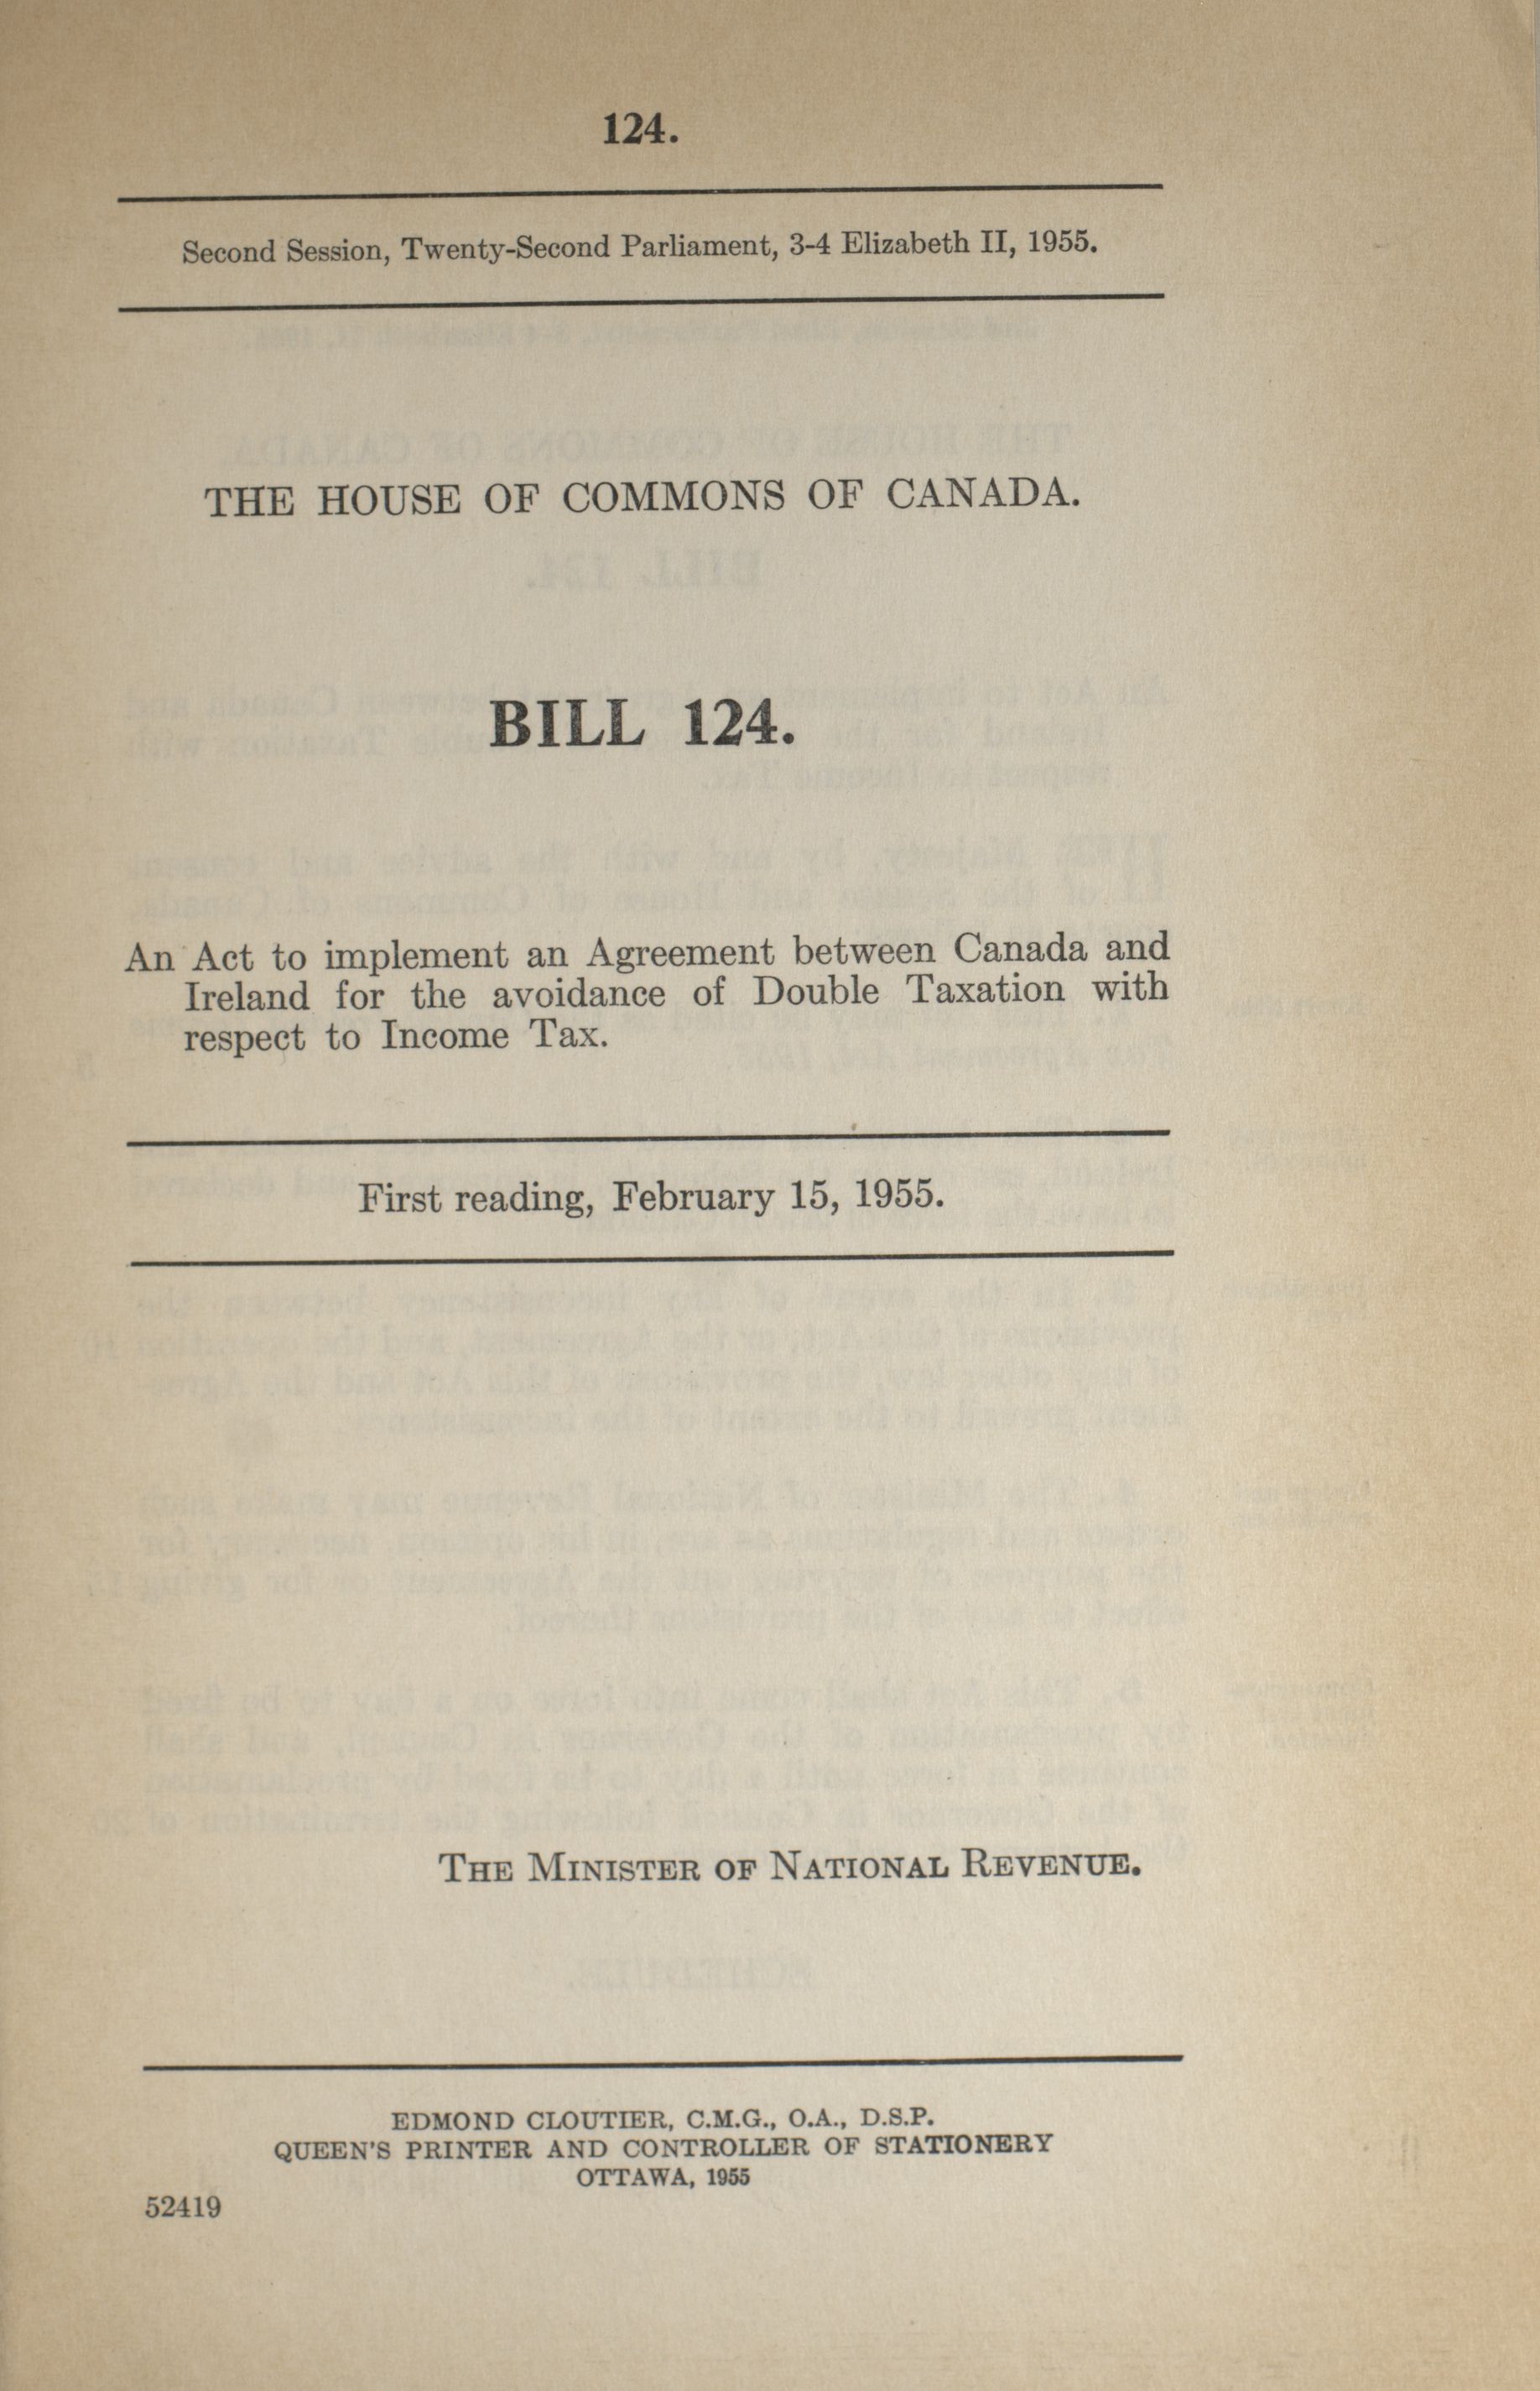 124.
Second Session, Twenty-Second Parliament, 3-4 Elizabeth II, 1955.
THE HOUSE OF COMMONS OF CANADA.
BILL 124.
An Act to implement an Agreement between Canada and
Ireland for the avoidance of Double Taxation with
respect to Income Tax.
First reading, February 15, 1955.
THE MINISTER OF NATIONAL REVENUE.
EDMOND CLOUTIER, C.M.G., O.A., D.S.P.
QUEEN'S PRINTER AND CONTROLLER OF STATIONERY
OTTAWA, 1955
52419